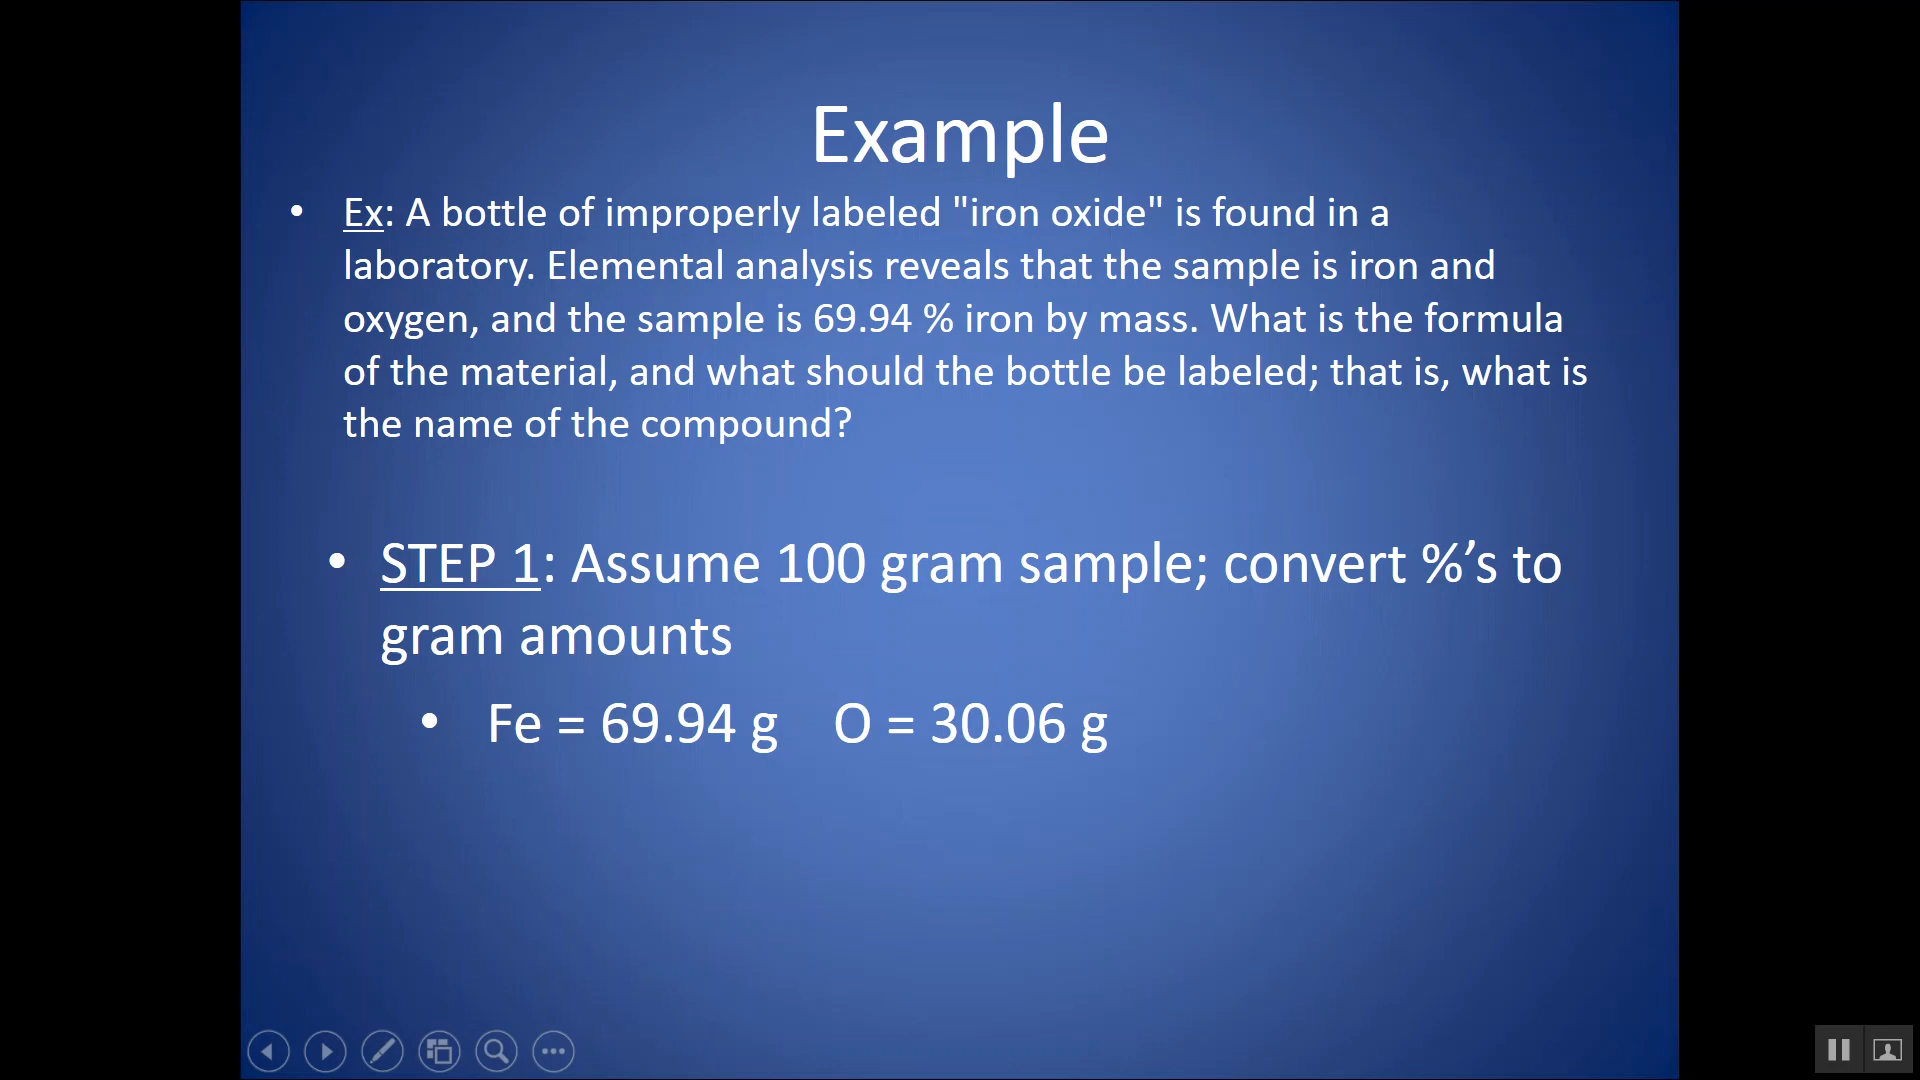 Example
• Ex: A bottle of improperly labeled "iron oxide" is found in a
laboratory. Elemental analysis reveals that the sample is iron and
oxygen, and the sample is 69.94 % iron by mass. What is the formula
of the material, and what should the bottle be labeled; that is, what is
the name of the compound?
• STEP 1: Assume 100 gram sample; convert %’s to
gram amounts
• Fe = 69.94 g O = 30.06 g